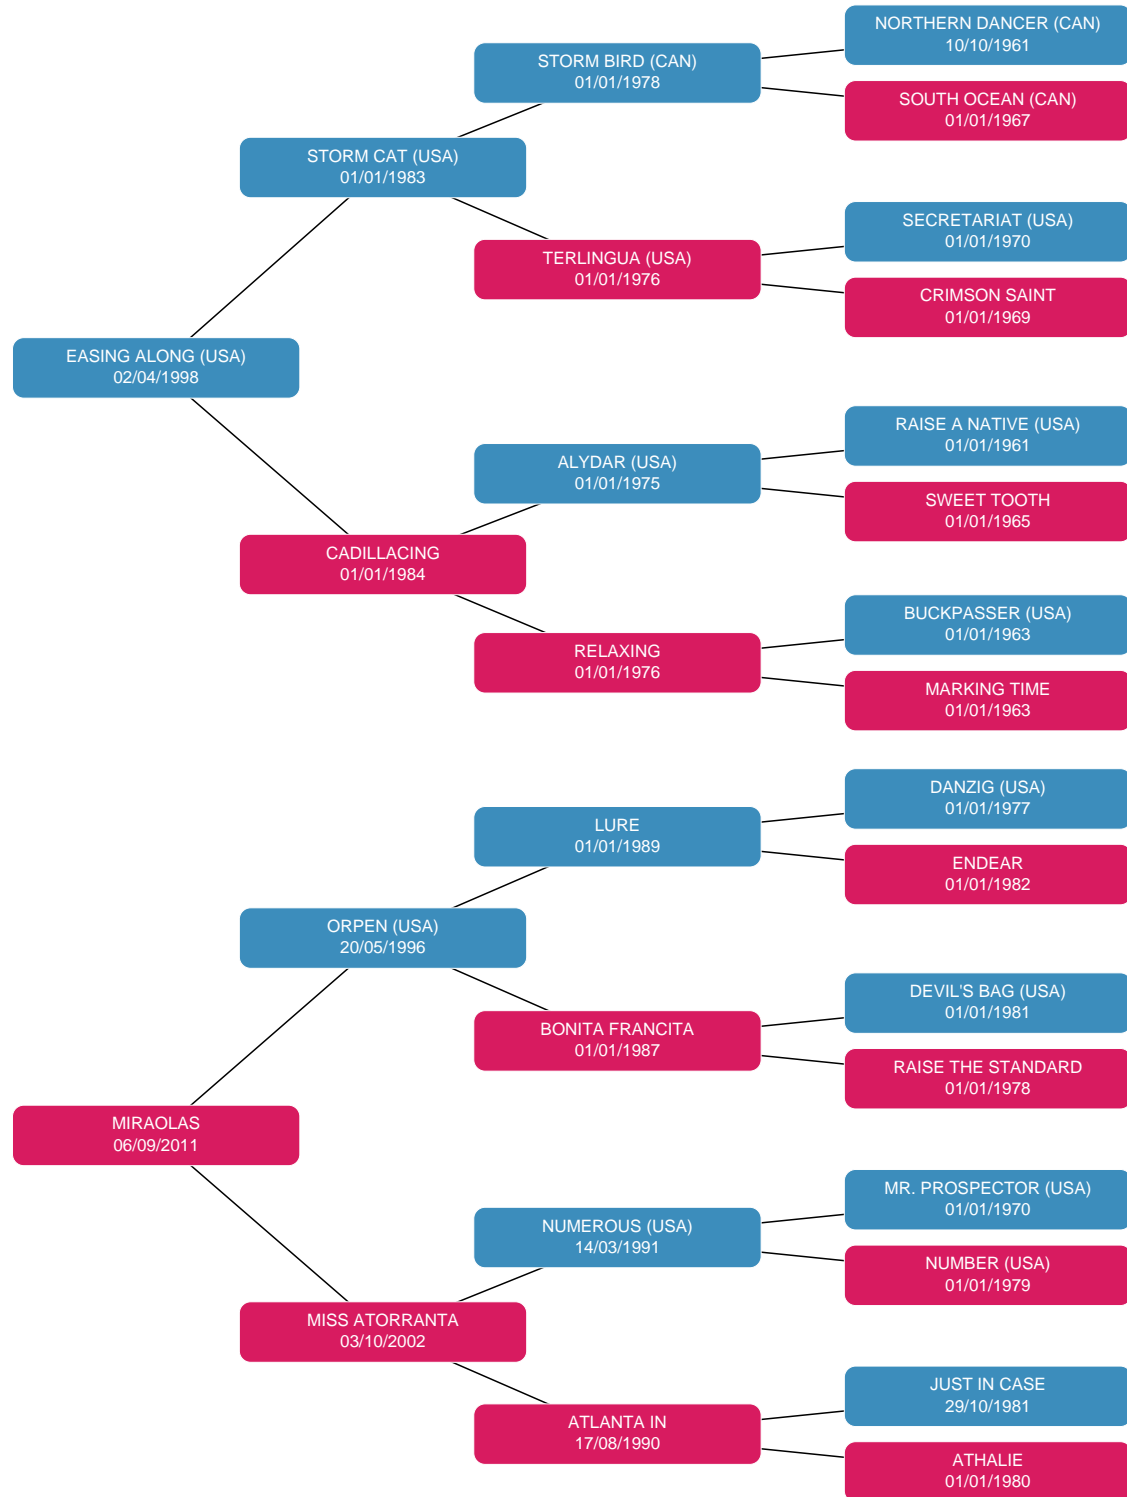 NORTHERN DANCER (CAN)
10/10/1961
STORM BIRD (CAN)
01/01/1978
SOUTH OCEAN (CAN)
01/01/1967
STORM CAT (USA)
01/01/1983
SECRETARIAT (USA)
01/01/1970
TERLINGUA (USA)
01/01/1976
CRIMSON SAINT
01/01/1969
EASING ALONG (USA)
02/04/1998
RAISE A NATIVE (USA)
01/01/1961
ALYDAR (USA)
01/01/1975
SWEET TOOTH
01/01/1965
CADILLACING
01/01/1984
BUCKPASSER (USA)
01/01/1963
RELAXING
01/01/1976
MARKING TIME
01/01/1963
DANZIG (USA)
01/01/1977
LURE
01/01/1989
ENDEAR
01/01/1982
ORPEN (USA)
20/05/1996
DEVIL'S BAG (USA)
01/01/1981
BONITA FRANCITA
01/01/1987
RAISE THE STANDARD
01/01/1978
MIRAOLAS
06/09/2011
MR. PROSPECTOR (USA)
01/01/1970
NUMEROUS (USA)
14/03/1991
NUMBER (USA)
01/01/1979
MISS ATORRANTA
03/10/2002
JUST IN CASE
29/10/1981
ATLANTA IN
17/08/1990
ATHALIE
01/01/1980